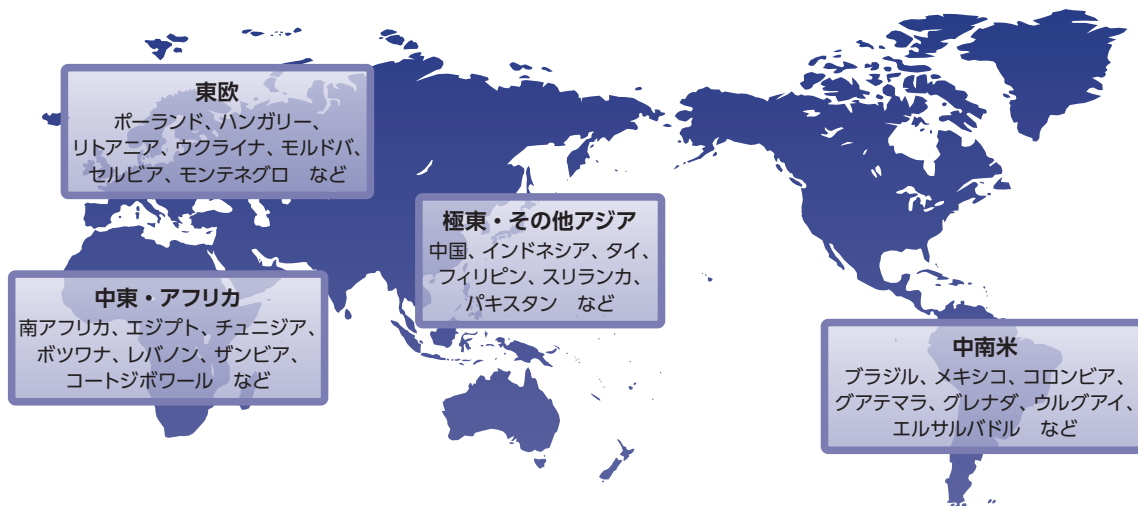 東欧
ポーランド、ハンガリー、
リトアニア、ウクライナ、モルドバ、
セルビア、モンテネグロ　など
極東・その他アジア
中国、インドネシア、タイ、
フィリピン、スリランカ、
パキスタン　など
中東・アフリカ
南アフリカ、エジプト、チュニジア、
ボツワナ、レバノン、ザンビア、
コートジボワール　など
中南米
ブラジル、メキシコ、コロンビア、
グアテマラ、グレナダ、ウルグアイ、
エルサルバドル　など